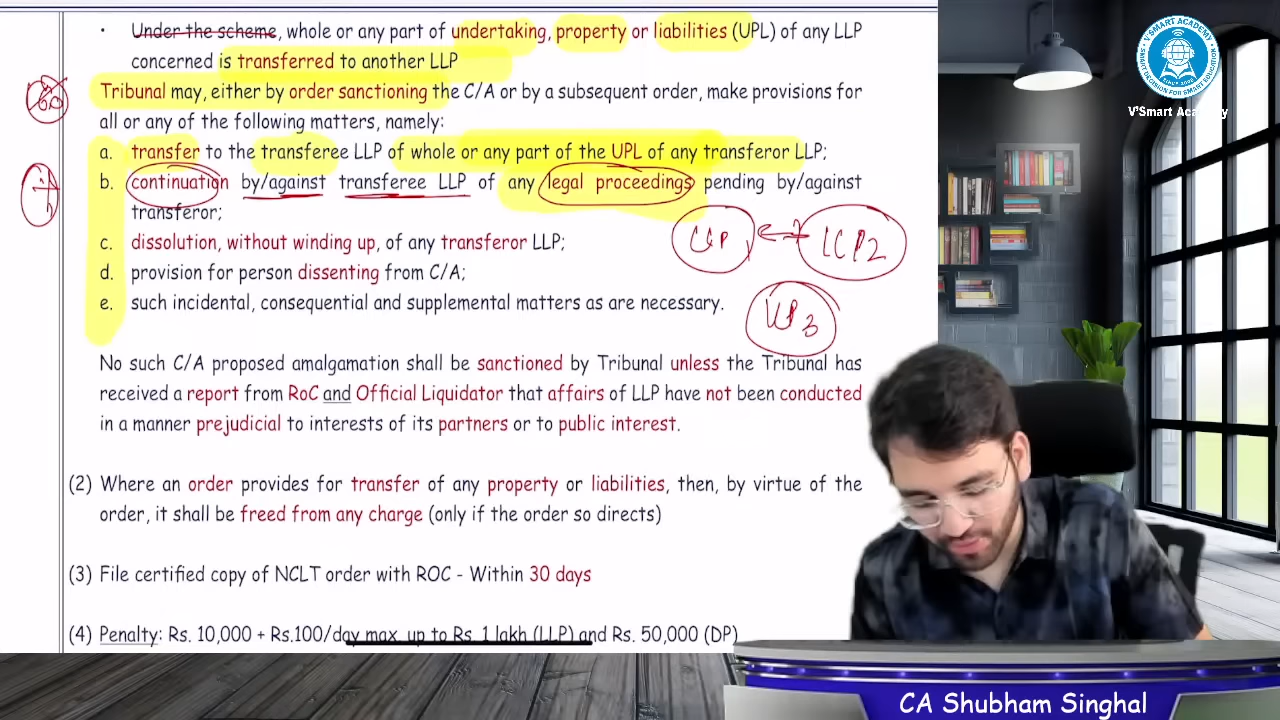 • Under the scheme, whole or any part of undertaking, property or liabilities (UPL) of any LLP
concerned is transferred to another LLP
Tribunal may, either by order sanctioning the C/A or by a subsequent order, make provisions for
all or any of the following matters, namely:
a. transfer to the transferee LLP of whole or any part of the UPL of any transferor LLP;
b. continuation by/against transferee LLP of any legal proceedings pending by/against
transferor;
c. dissolution, without winding up, of any transferor LLP;
d. provision for person dissenting from C/A;
e. such incidental, consequential and supplemental matters as are necessary.
LLP1
LLP2
LLP3
No such C/A proposed amalgamation shall be sanctioned by Tribunal unless the Tribunal has
received a report from RoC and Official Liquidator that affairs of LLP have not been conducted
in a manner prejudicial to interests of its partners or to public interest.
(2) Where an order provides for transfer of any property or liabilities, then, by virtue of the
order, it shall be freed from any charge (only if the order so directs)
(3) File certified copy of NCLT order with ROC - Within 30 days
(4) Penalty: Rs. 10,000 + Rs.100/day max. up to Rs. 1 lakh (LLP) and Rs. 50,000 (DP)
V'SMART ACADEMY
SMART DECISION FOR SMART EDUCATION
V'Smart Academy
CA Shubham Singhal